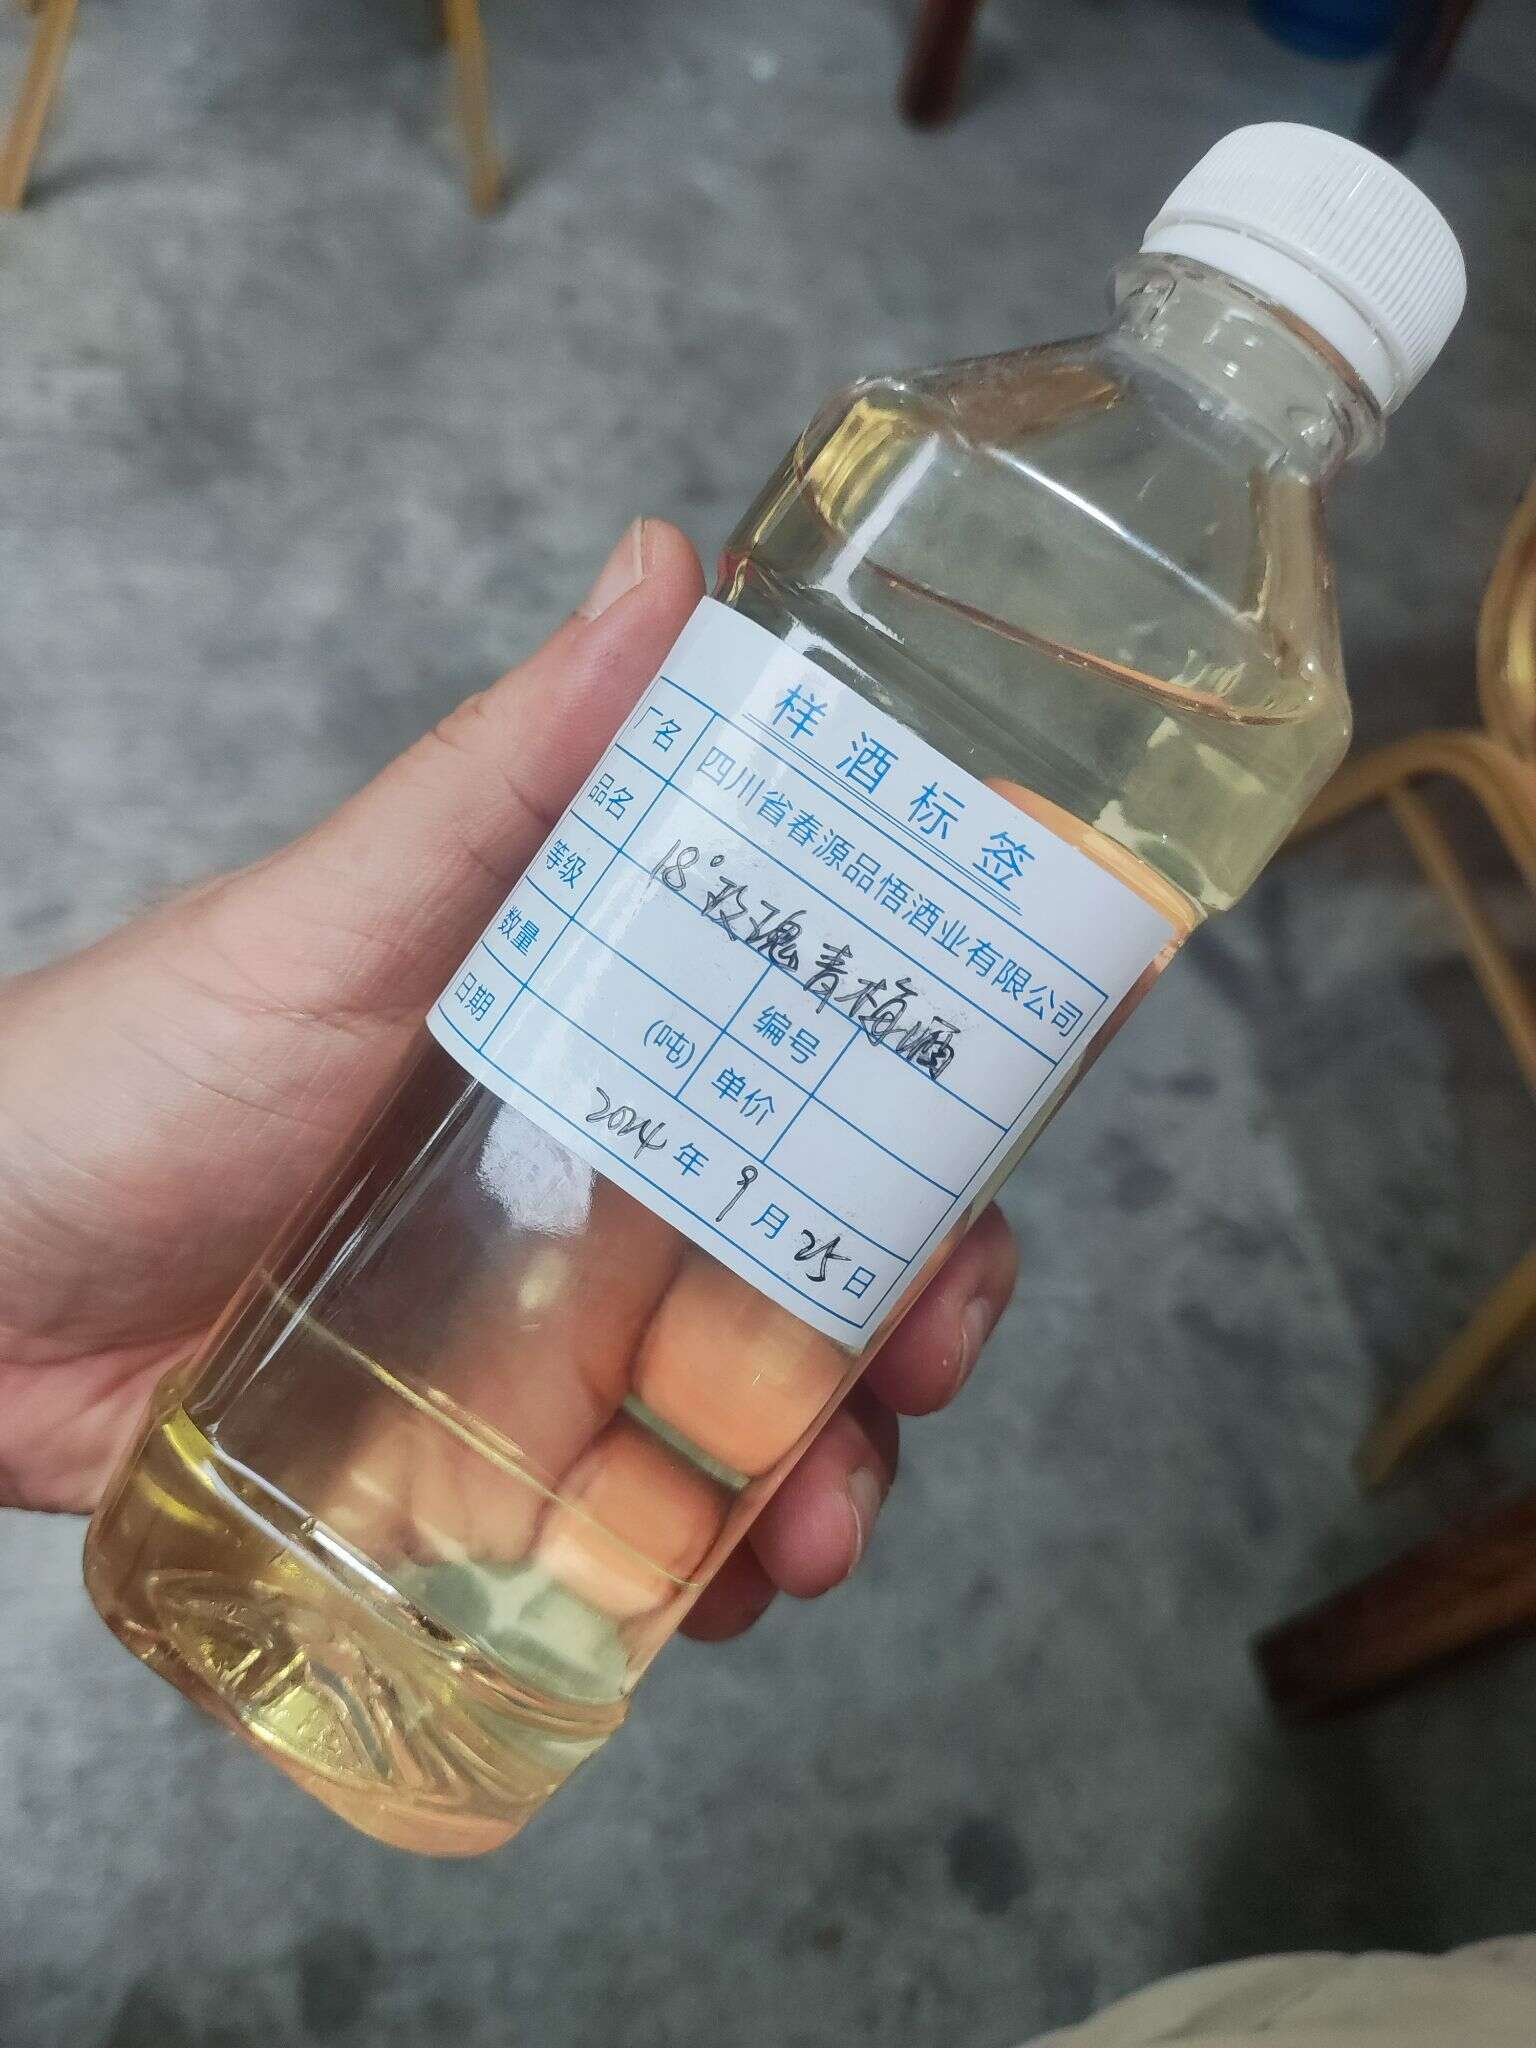 样酒标签
厂名 四川省春源品悟酒业有限公司
品名 18°玫瑰青梅酒
等级 编号
数量 (吨) 单价
日期 2024年9月25日